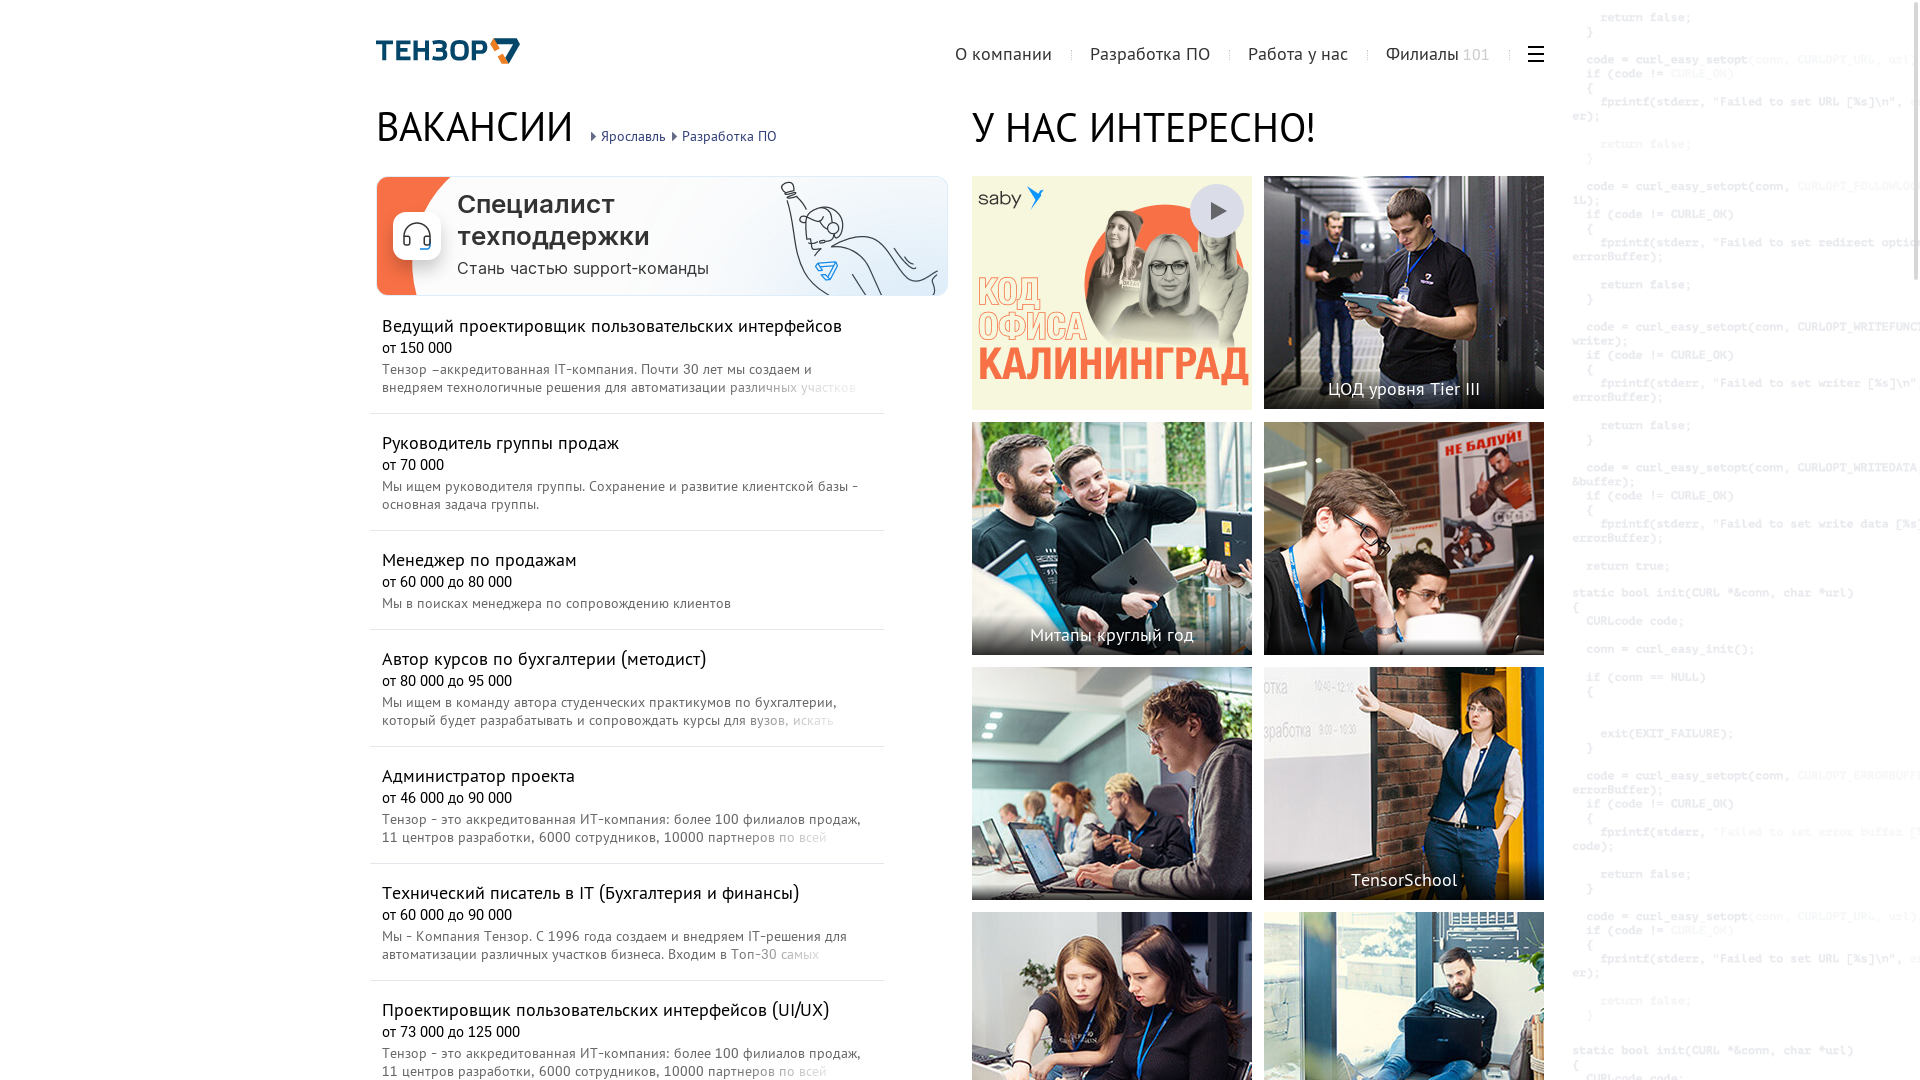 ТЕНЗОР
О компании
Разработка ПО
Работа у нас
Филиалы 101
ВАКАНСИИ
Ярославль
Разработка ПО
Специалист
техподдержки
Стань частью support-команды
Ведущий проектировщик пользовательских интерфейсов
от 150 000
Тензор –аккредитованная IT-компания. Почти 30 лет мы создаем и
внедряем технологичные решения для автоматизации различных участков
Руководитель группы продаж
от 70 000
Мы ищем руководителя группы. Сохранение и развитие клиентской базы -
основная задача группы.
Менеджер по продажам
от 60 000 до 80 000
Мы в поисках менеджера по сопровождению клиентов
Автор курсов по бухгалтерии (методист)
от 80 000 до 95 000
Мы ищем в команду автора студенческих практикумов по бухгалтерии,
который будет разрабатывать и сопровождать курсы для вузов, искать
Администратор проекта
от 46 000 до 90 000
Тензор - это аккредитованная ИТ-компания: более 100 филиалов продаж,
11 центров разработки, 6000 сотрудников, 10000 партнеров по всей
Технический писатель в IT (Бухгалтерия и финансы)
от 60 000 до 90 000
Мы - Компания Тензор. С 1996 года создаем и внедряем IT-решения для
автоматизации различных участков бизнеса. Входим в Топ-30 самых
Проектировщик пользовательских интерфейсов (UI/UX)
от 73 000 до 125 000
Тензор - это аккредитованная ИТ-компания: более 100 филиалов продаж,
11 центров разработки, 6000 сотрудников, 10000 партнеров по всей
У НАС ИНТЕРЕСНО!
saby
КОД
ОФИСА
КАЛИНИНГРАД
ЦОД уровня Tier III
Митапы круглый год
НЕ БАЛУЙ!
10:40 – 12:10
9:00 – 10:30
TensorSchool
return false;
}
code = curl_easy_setopt(conn, CURLOPT_URL, url)
if (code != CURLE_OK)
{
fprintf(stderr, "Failed to set URL [%s]\n",
er);
return false;
}
code = curl_easy_setopt(conn,
1L);
if (code != CURLE_OK)
{
fprintf(stderr, "Failed to set redirect
errorBuffer);
return false;
}
code = curl_easy_setopt(conn,
writer);
if (code != CURLE_OK)
{
fprintf(stderr, "Failed to set writer [%s]\n"
errorBuffer);
return false;
}
code = curl_easy_setopt(conn, CURLOPT_WRITEDATA,
&buffer);
if (code != CURLE_OK)
{
fprintf(stderr, "Failed to set write data [%s]
errorBuffer);
return true;
static bool init(CURL *&conn, char *url)
{
CURLcode code;
conn = curl_easy_init();
if (conn == NULL)
{
exit(EXIT_FAILURE);
}
code = curl_easy_setopt(conn,
errorBuffer);
if (code != CURLE_OK)
{
fprintf(stderr, "Failed to set error buffer
code);
return false;
}
code = curl_easy_setopt(conn, CURLOPT_URL, url)
if (code != CURLE_OK)
{
fprintf(stderr, "Failed to set URL [%s]\n",
er);
return false;
}
static bool init(CURL *&conn, char *url)
{
CURLcode code;